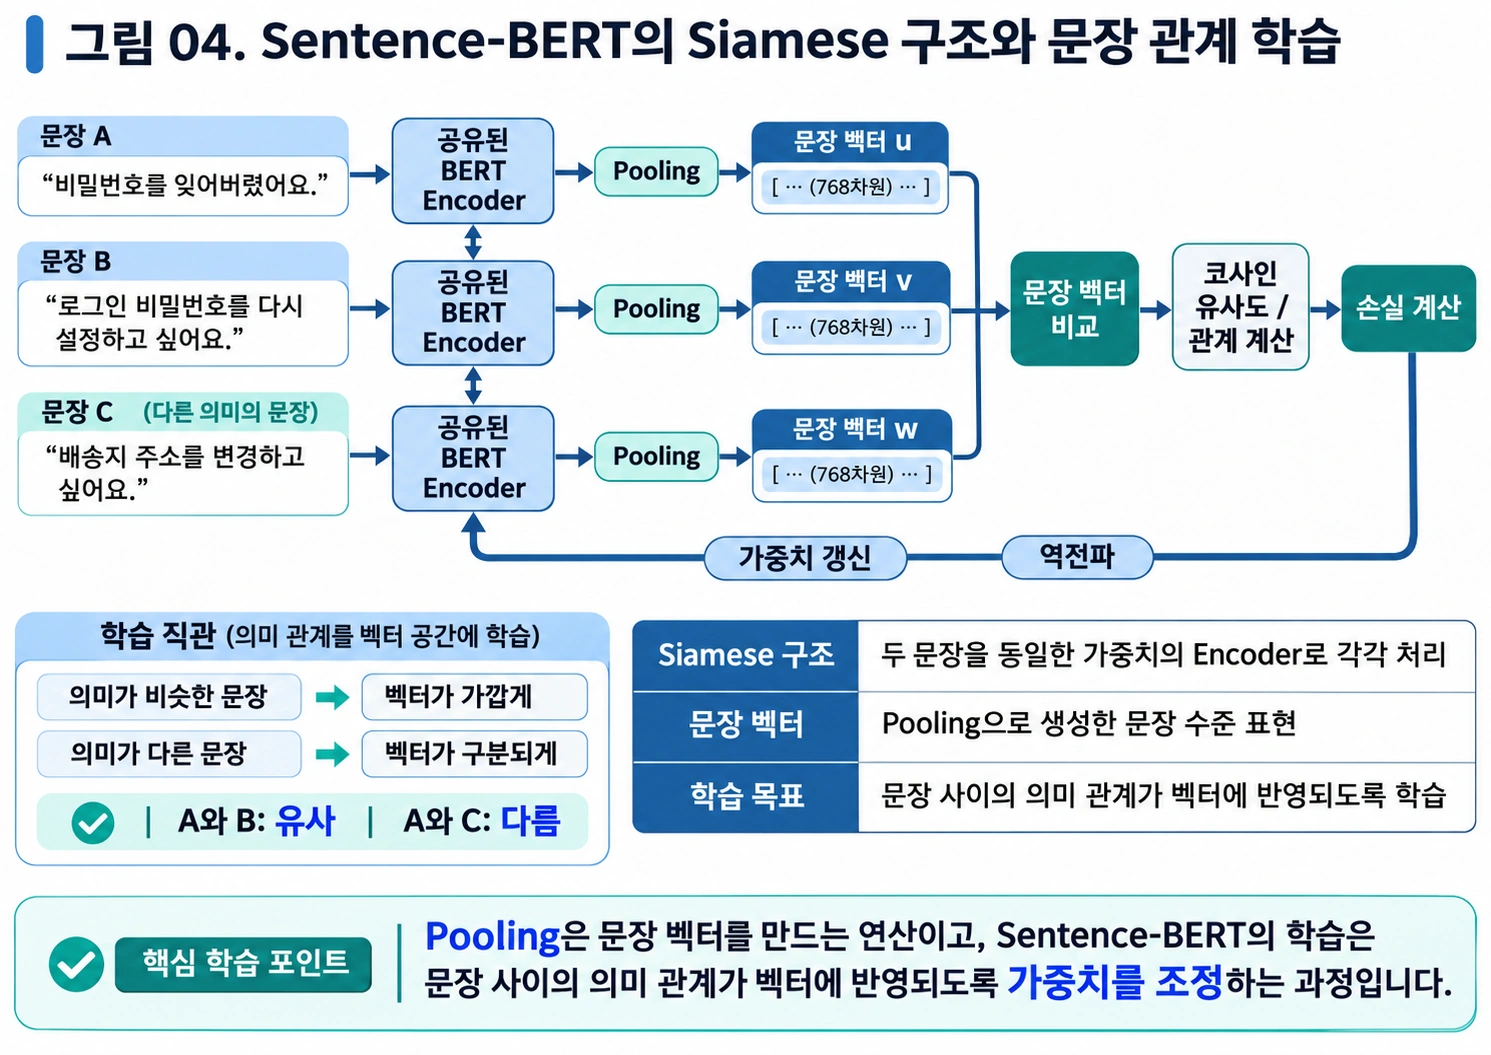 그림 04. Sentence-BERT의 Siamese 구조와 문장 관계 학습
문장 A
“비밀번호를 잊어버렸어요.”
공유된
BERT
Encoder
Pooling
문장 벡터 u
[ ··· (768차원) ··· ]
문장 B
“로그인 비밀번호를 다시
설정하고 싶어요.”
공유된
BERT
Encoder
Pooling
문장 벡터 v
[ ··· (768차원) ··· ]
문장 C (다른 의미의 문장)
“배송지 주소를 변경하고
싶어요.”
공유된
BERT
Encoder
Pooling
문장 벡터 w
[ ··· (768차원) ··· ]
문장 벡터
비교
코사인
유사도 /
관계 계산
손실 계산
가중치 갱신
역전파
학습 직관 (의미 관계를 벡터 공간에 학습)
의미가 비슷한 문장
벡터가 가깝게
의미가 다른 문장
벡터가 구분되게
A와 B: 유사 | A와 C: 다름
Siamese 구조
두 문장을 동일한 가중치의 Encoder로 각각 처리
문장 벡터
Pooling으로 생성한 문장 수준 표현
학습 목표
문장 사이의 의미 관계가 벡터에 반영되도록 학습
핵심 학습 포인트
Pooling은 문장 벡터를 만드는 연산이고, Sentence-BERT의 학습은
문장 사이의 의미 관계가 벡터에 반영되도록 가중치를 조정하는 과정입니다.